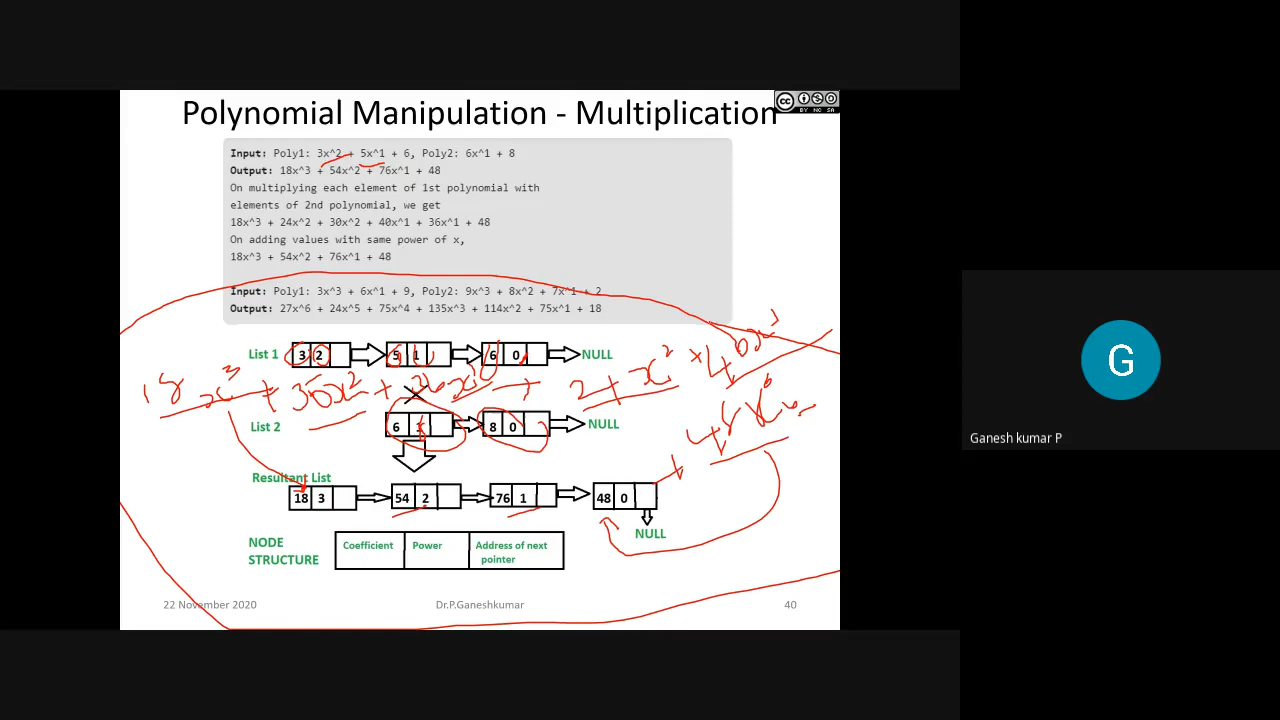 Polynomial Manipulation - Multiplication
cc
BY NC SA
Input: Poly1: 3x^2 + 5x^1 + 6, Poly2: 6x^1 + 8
Output: 18x^3 + 54x^2 + 76x^1 + 48
On multiplying each element of 1st polynomial with
elements of 2nd polynomial, we get
18x^3 + 24x^2 + 30x^2 + 40x^1 + 36x^1 + 48
On adding values with same power of x,
18x^3 + 54x^2 + 76x^1 + 48
Input: Poly1: 3x^3 + 6x^1 + 9, Poly2: 9x^3 + 8x^2 + 7x^1 + 2
Output: 27x^6 + 24x^5 + 75x^4 + 135x^3 + 114x^2 + 75x^1 + 18
List 1 3 2 5 1 6 0 NULL
List 2 6 1 8 0 NULL
Resultant List
18 3 54 2 76 1 48 0
NULL
NODE STRUCTURE
Coefficient Power Address of next pointer
22 November 2020 Dr.P.Ganeshkumar 40
G
Ganesh kumar P